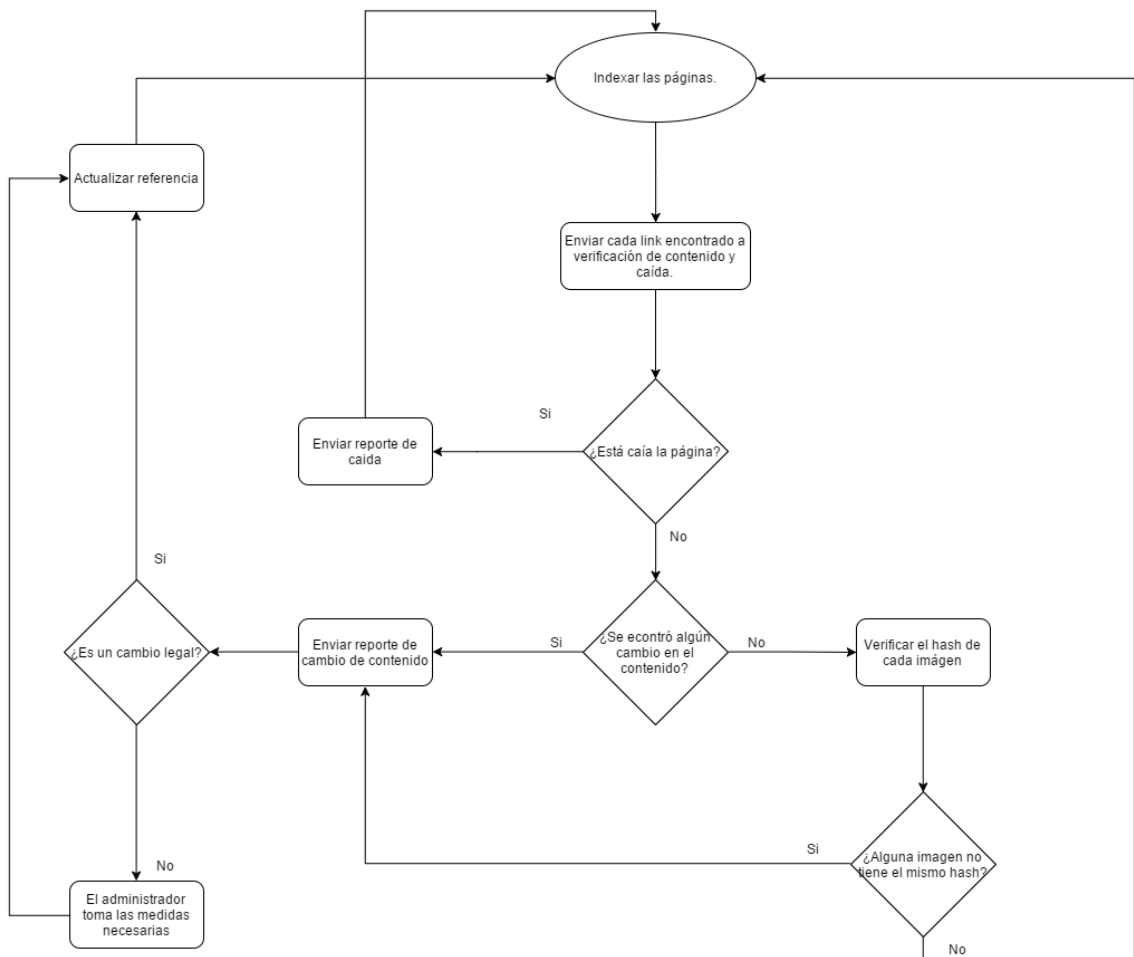 Indexar las páginas.
Actualizar referencia
Enviar cada link encontrado a
verificación de contenido y
caída.
Si
Enviar reporte de
caida
¿Está caía la página?
No
Si
¿Es un cambio legal?
Enviar reporte de
cambio de contenido
Si
¿Se econtró algún
cambio en el
contenido?
No
Verificar el hash de
cada imágen
Si
¿Alguna imagen no
tiene el mismo hash?
No
El administrador
toma las medidas
necesarias
No